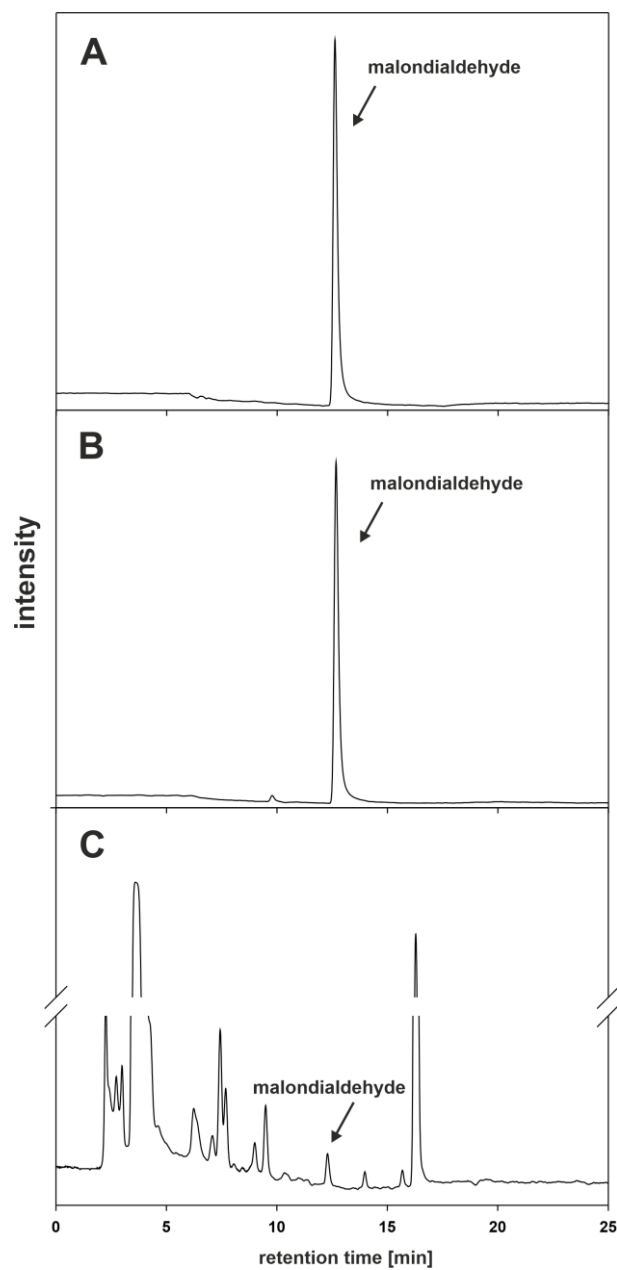 A
malondialdehyde
B
malondialdehyde
intensity
C
malondialdehyde
0 5 10 15 20 25
retention time [min]